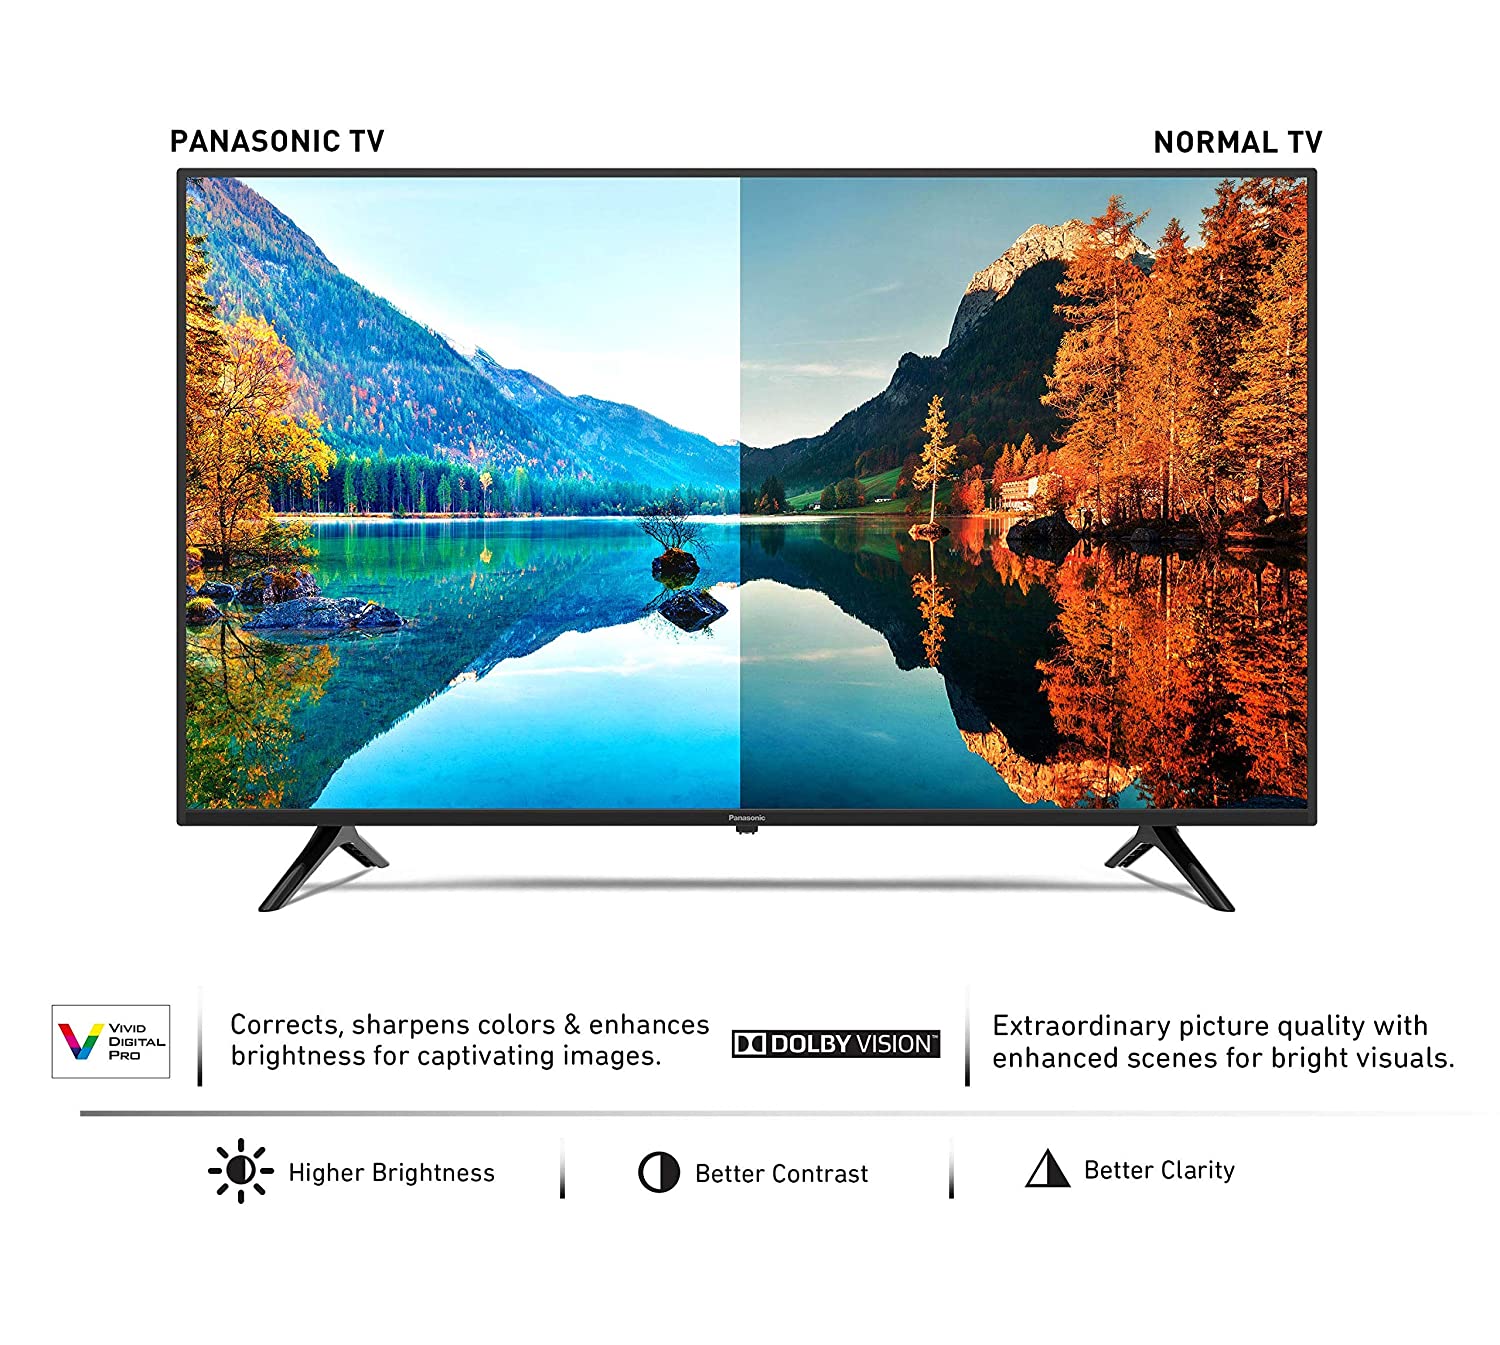 PANASONIC TV
NORMAL TV
Panasonic
VIVID
DIGITAL
PRO
Corrects, sharpens colors & enhances
brightness for captivating images.
DOLBY VISION™
Extraordinary picture quality with
enhanced scenes for bright visuals.
Higher Brightness
Better Contrast
Better Clarity